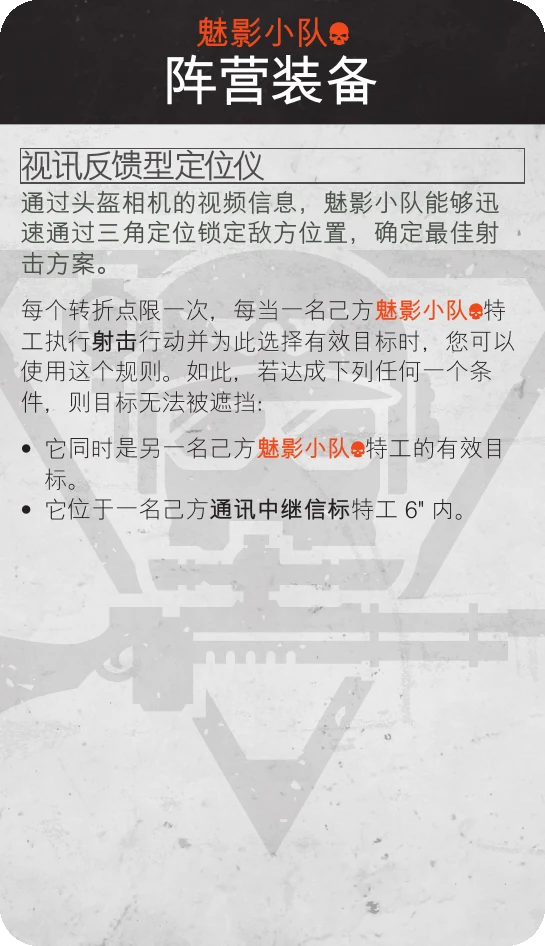 魅影小队
阵营装备
视讯反馈型定位仪
通过头盔相机的视频信息，魅影小队能够迅
速通过三角定位锁定敌方位置，确定最佳射
击方案。
每个转折点限一次，每当一名己方魅影小队特
工执行射击行动并为此选择有效目标时，您可以
使用这个规则。如此，若达成下列任何一个条
件，则目标无法被遮挡:
• 它同时是另一名己方魅影小队特工的有效目
标。
• 它位于一名己方通讯中继信标特工 6" 内。